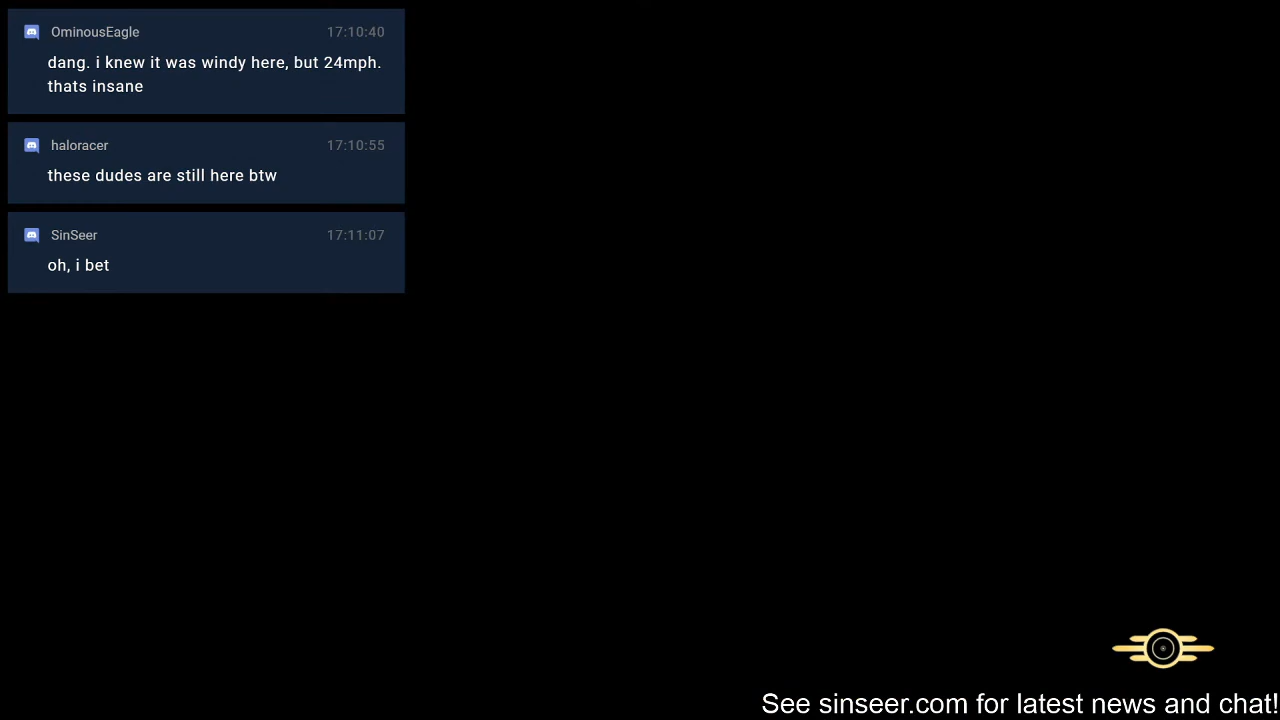 OminousEagle 17:10:40
dang. i knew it was windy here, but 24mph.
thats insane
haloracer 17:10:55
these dudes are still here btw
SinSeer 17:11:07
oh, i bet
See sinseer.com for latest news and chat!